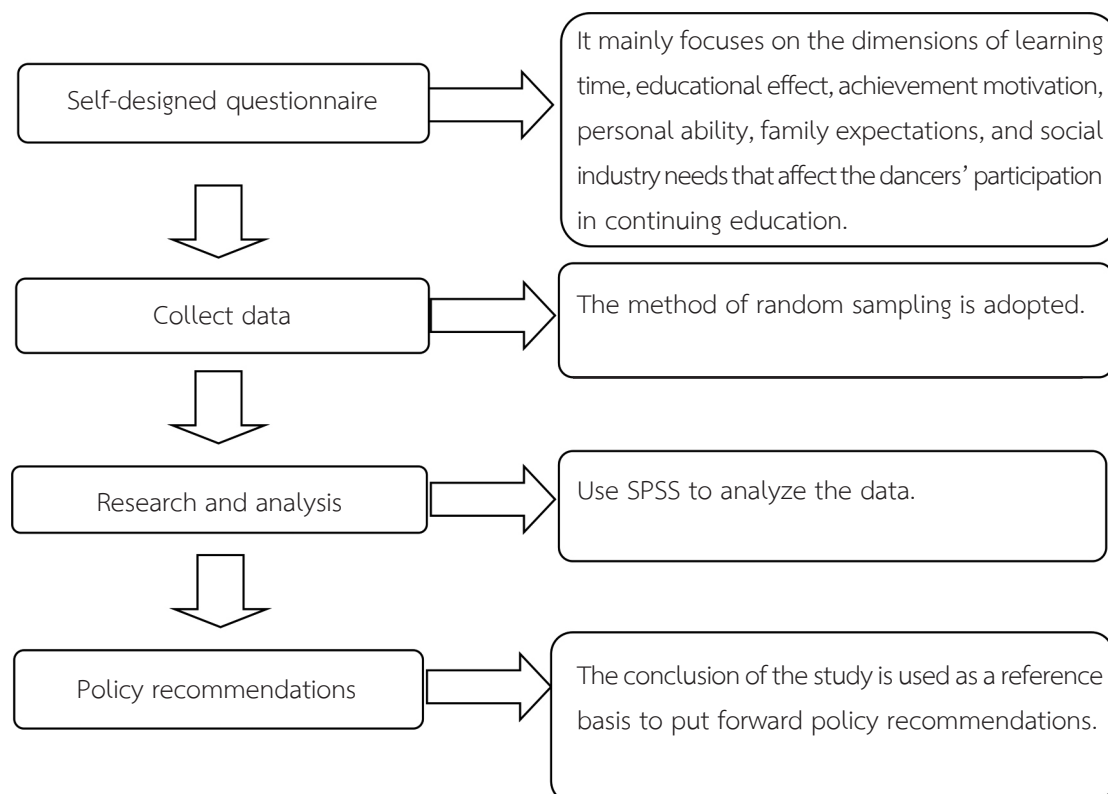 Self-designed questionnaire
It mainly focuses on the dimensions of learning
time, educational effect, achievement motivation,
personal ability, family expectations, and social
industry needs that affect the dancers’ participation
in continuing education.
Collect data
The method of random sampling is adopted.
Research and analysis
Use SPSS to analyze the data.
Policy recommendations
The conclusion of the study is used as a reference
basis to put forward policy recommendations.